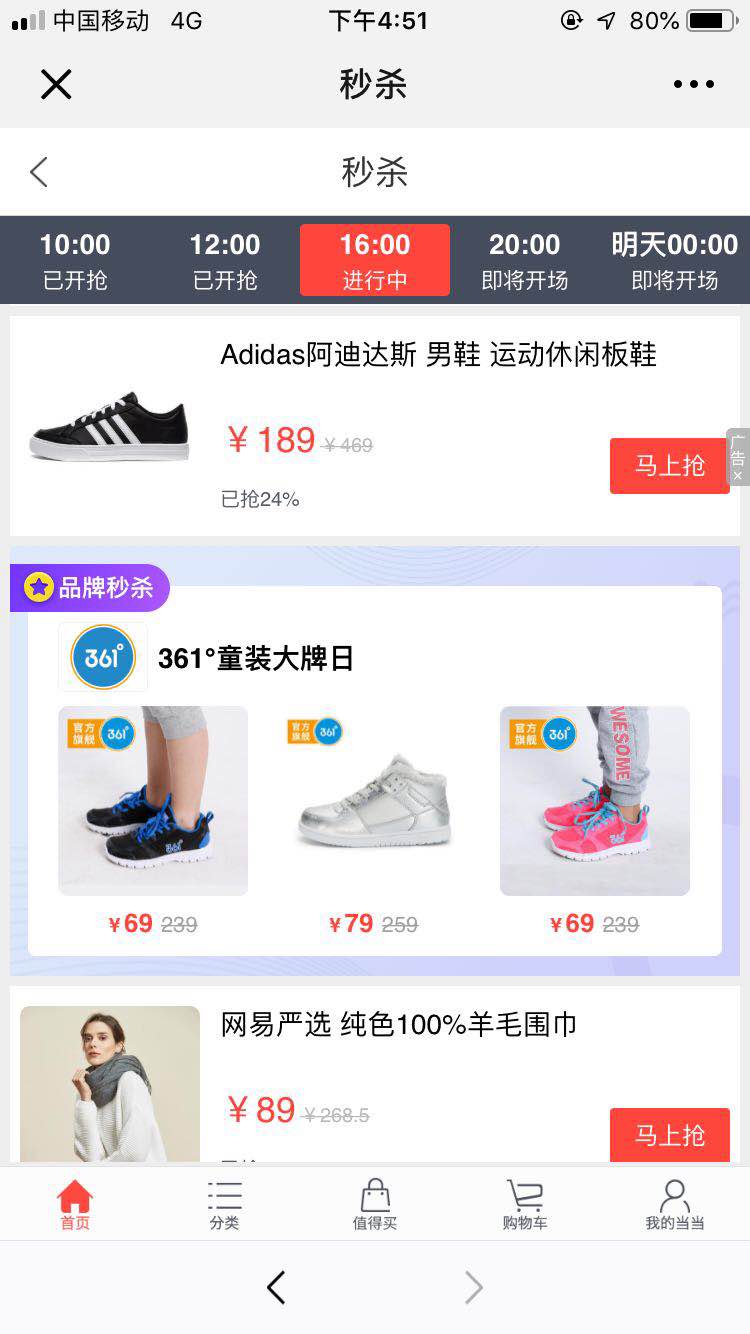 中国移动 4G 下午4:51 80%
秒杀
秒杀
10:00 12:00 16:00 20:00 明天00:00
已开抢 已开抢 进行中 即将开场 即将开场
Adidas阿迪达斯 男鞋 运动休闲板鞋
¥ 189 ¥ 469
马上抢
广告×
已抢24%
品牌秒杀
361° 361°童装大牌日
官方旗舰 361° 官方旗舰 361° 官方旗舰 361°
WESOME
361°
361
¥69 239 ¥79 259 ¥69 239
网易严选 纯色100%羊毛围巾
¥ 89 ¥ 268.5
马上抢
首页 分类 值得买 购物车 我的当当